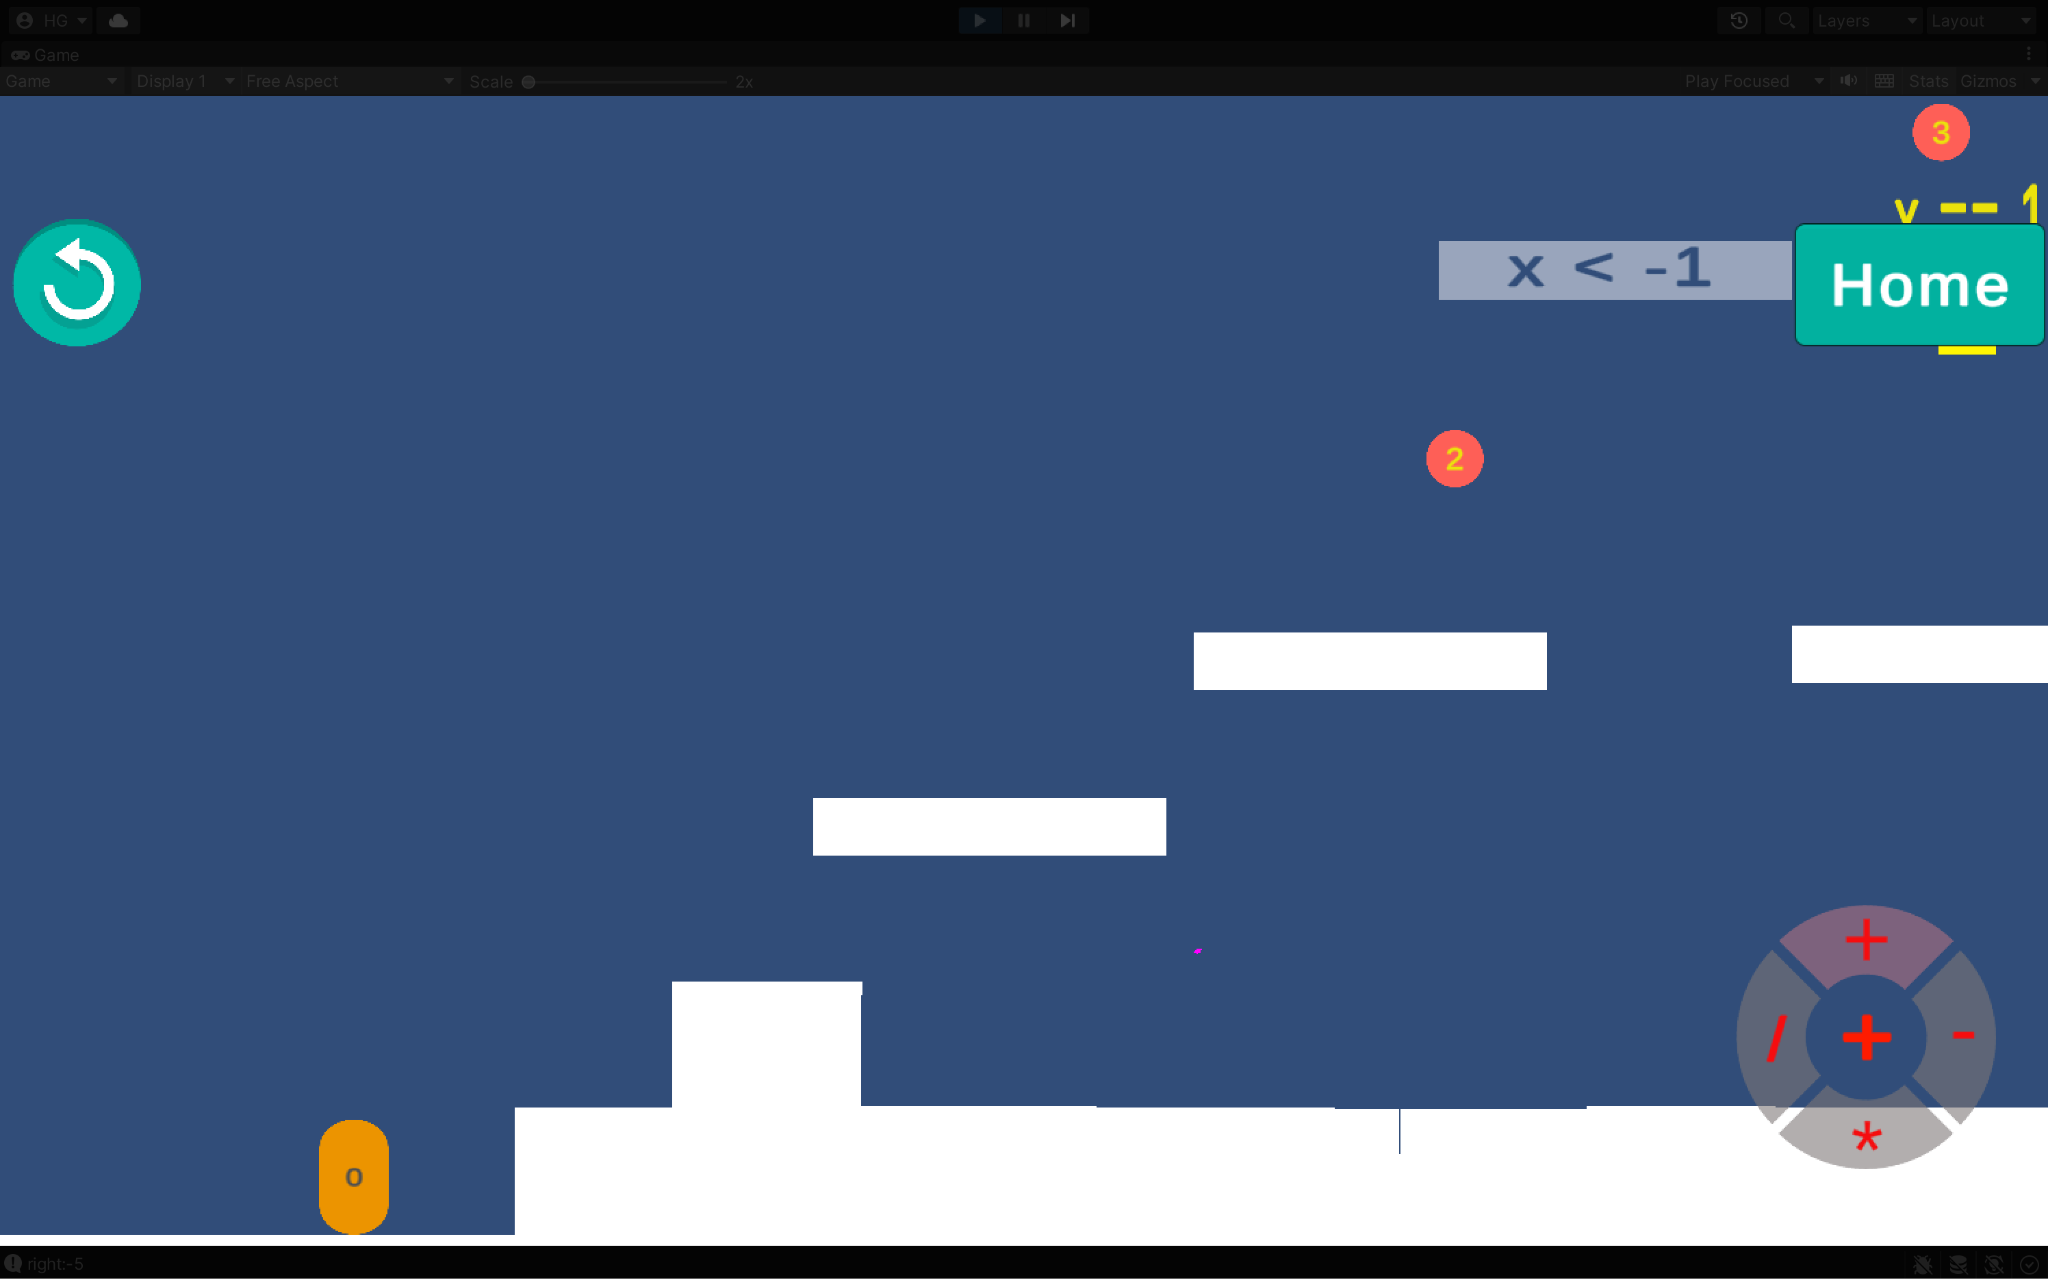 HG Layers Layout
Game
Game Display 1 Free Aspect Scale 2x Play Focused Stats Gizmos
3
-- 1
x < -1
Home
2
+
/ + -
*
o
right:-5